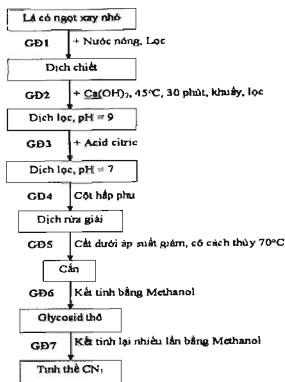 Lá cỏ ngọt xay nhỏ
GĐ1 + Nước nóng, Lọc
Dịch chiết
GĐ2 + Ca(OH)₂, 45°C, 30 phút, khuấy, lọc
Dịch lọc, pH = 9
GĐ3 + Acid citric
Dịch lọc, pH = 7
GĐ4 Cột hấp phu
Dịch rửa giải
GĐ5 Cất dưới áp suất giảm, có cách thủy 70°C
Cắn
GĐ6 Kết tinh bằng Methanol
Glycosid thô
GĐ7 Kết tinh lại nhiều lần bằng Methanol
Tinh thể CN₁